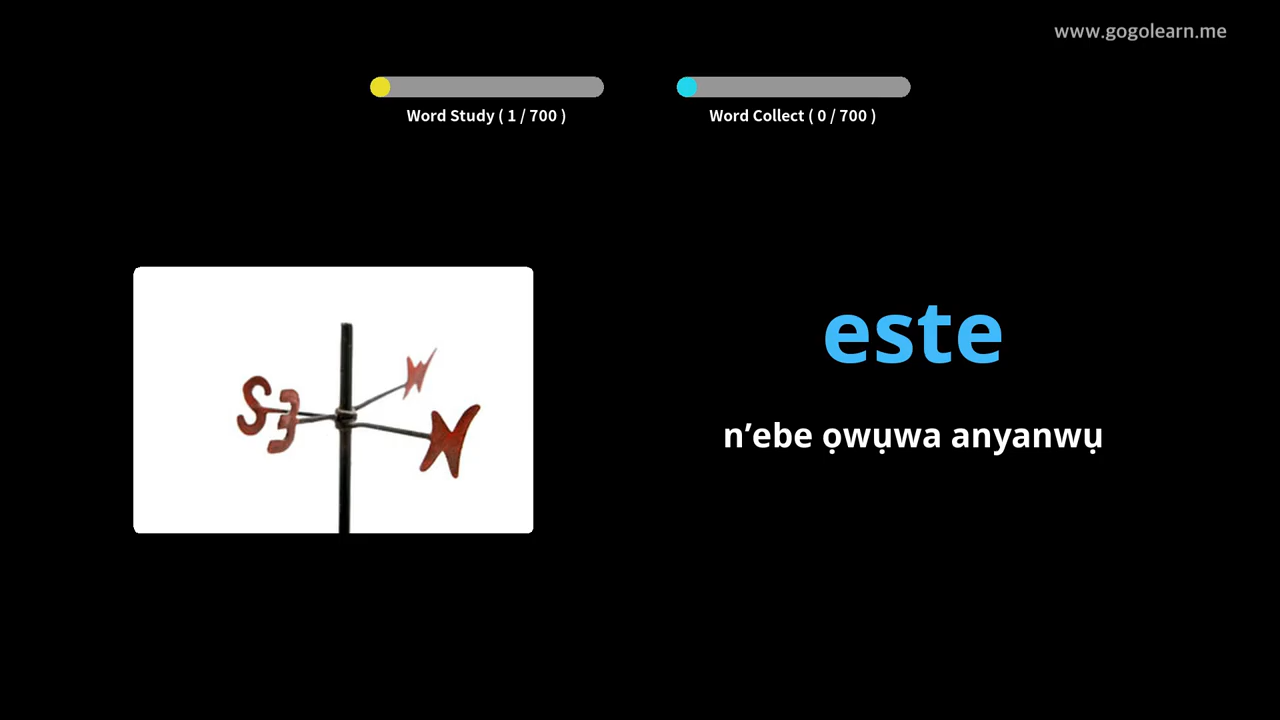 www.gogolearn.me
Word Study ( 1 / 700 )
Word Collect ( 0 / 700 )
este
n’ebe ọwụwa anyanwụ
S E N